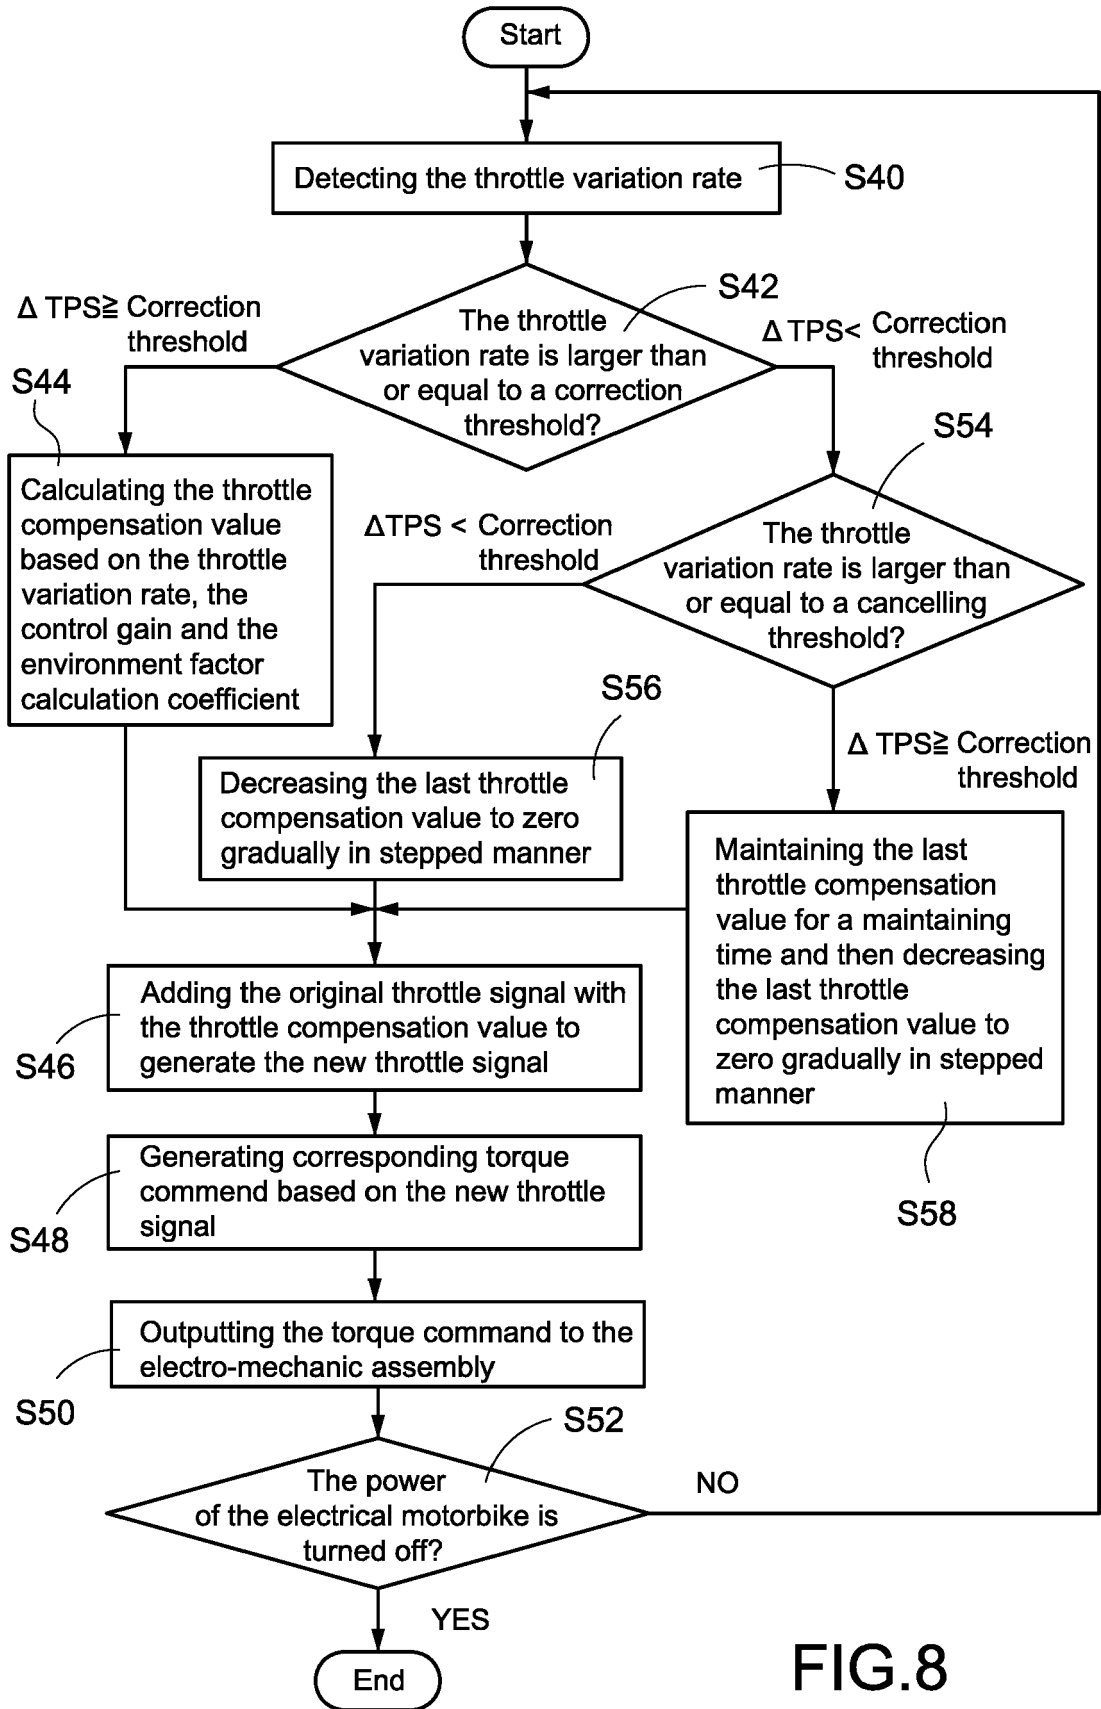 Start
Detecting the throttle variation rate
S40
S42
The throttle
variation rate is larger than
or equal to a correction
threshold?
Δ TPS≧ Correction
threshold
Δ TPS< Correction
threshold
S44
Calculating the throttle
compensation value
based on the throttle
variation rate, the
control gain and the
environment factor
calculation coefficient
S54
The throttle
variation rate is larger than
or equal to a cancelling
threshold?
ΔTPS < Correction
threshold
Δ TPS≧ Correction
threshold
S56
Decreasing the last throttle
compensation value to zero
gradually in stepped manner
Maintaining the last
throttle compensation
value for a maintaining
time and then decreasing
the last throttle
compensation value to
zero gradually in stepped
manner
S58
Adding the original throttle signal with
the throttle compensation value to
generate the new throttle signal
S46
Generating corresponding torque
commend based on the new throttle
signal
S48
Outputting the torque command to the
electro-mechanic assembly
S50
S52
The power
of the electrical motorbike is
turned off?
NO
YES
End
FIG.8